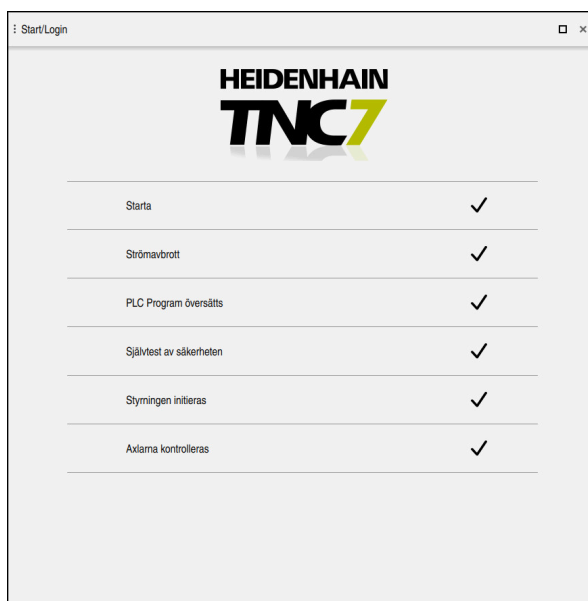 Start/Login
HEIDENHAIN
TNC7
Starta
Strömavbrott
PLC Program översätts
Självtest av säkerheten
Styrningen initieras
Axlarna kontrolleras